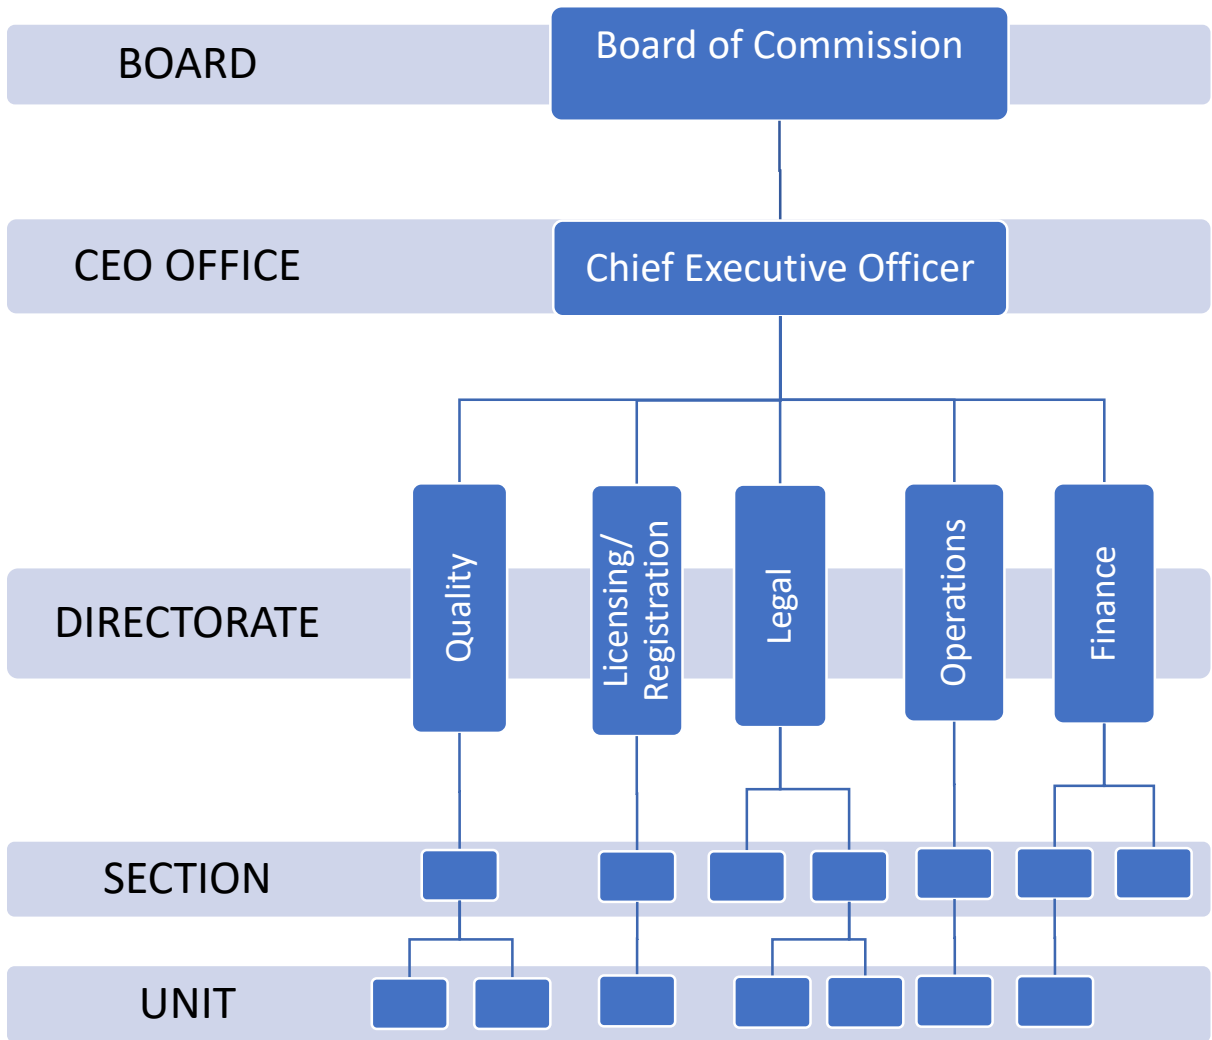 BOARD
Board of Commission
CEO OFFICE
Chief Executive Officer
DIRECTORATE
Quality
Licensing/
Registration
Legal
Operations
Finance
SECTION
UNIT